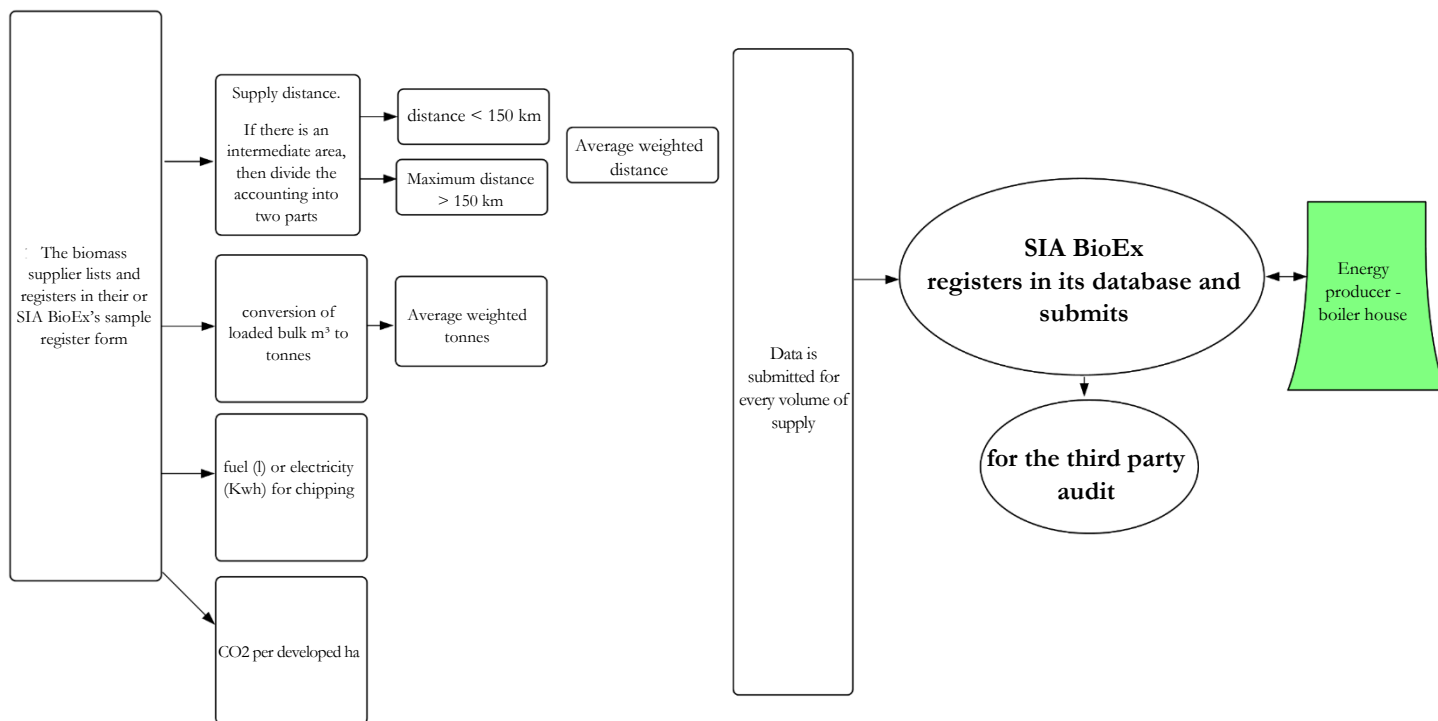 The biomass
supplier lists and
registers in their or
SIA BioEx's sample
register form
Supply distance.
If there is an
intermediate area,
then divide the
accounting into
two parts
distance < 150 km
Maximum distance
> 150 km
Average weighted
distance
conversion of
loaded bulk m³ to
tonnes
Average weighted
tonnes
fuel (l) or electricity
(Kwh) for chipping
CO2 per developed ha
Data is
submitted for
every volume of
supply
SIA BioEx
registers in its database and
submits
for the third party
audit
Energy
producer -
boiler house